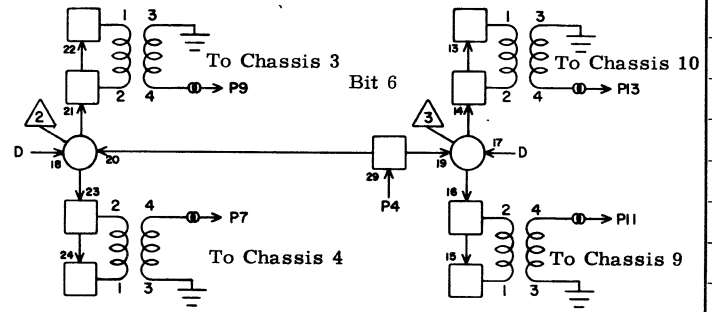 1 3
22
To Chassis 3
2 4 P9
21
2
D 18 20
23
2 4
P7
24
To Chassis 4
1 3
Bit 6
29
P4
1 3
13
To Chassis 10
2 4 P13
14
3
19 17 D
16
2 4
P11
15
To Chassis 9
1 3